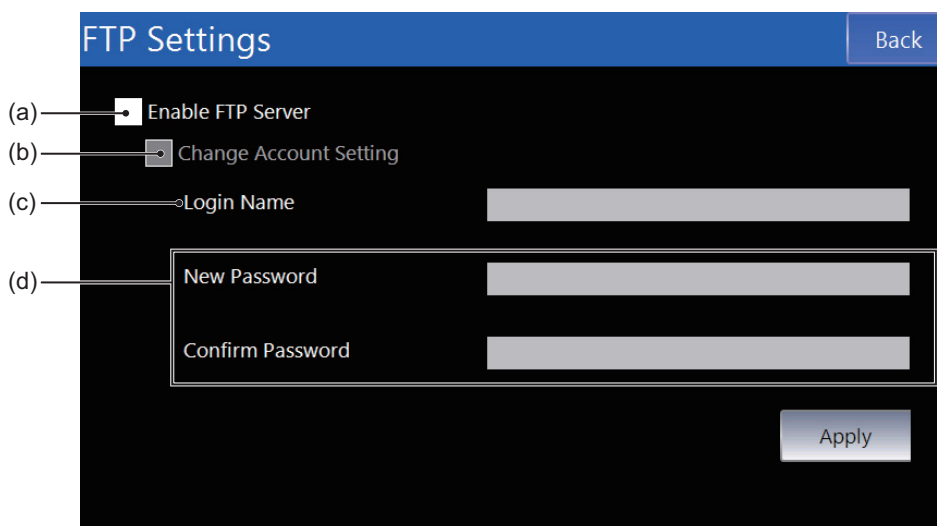 FTP Settings Back
(a) Enable FTP Server
(b) Change Account Setting
(c) Login Name
(d) New Password
Confirm Password
Apply